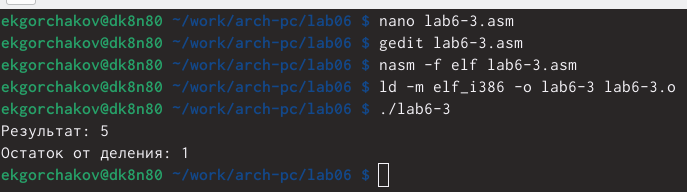 ekgorchakov@dk8n80 ~/work/arch-pc/lab06 $ nano lab6-3.asm
ekgorchakov@dk8n80 ~/work/arch-pc/lab06 $ gedit lab6-3.asm
ekgorchakov@dk8n80 ~/work/arch-pc/lab06 $ nasm -f elf lab6-3.asm
ekgorchakov@dk8n80 ~/work/arch-pc/lab06 $ ld -m elf_i386 -o lab6-3 lab6-3.o
ekgorchakov@dk8n80 ~/work/arch-pc/lab06 $ ./lab6-3
Результат: 5
Остаток от деления: 1
ekgorchakov@dk8n80 ~/work/arch-pc/lab06 $